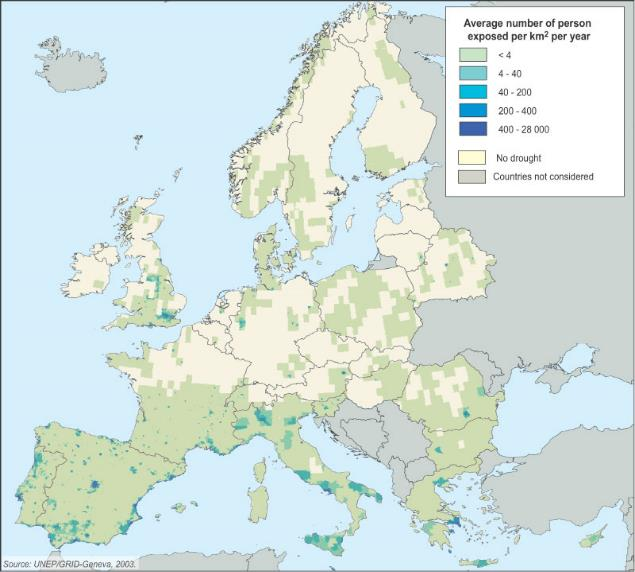 Average number of person
exposed per km² per year
< 4
4 - 40
40 - 200
200 - 400
400 - 28 000
No drought
Countries not considered
Source: UNEP/GRID-Geneva, 2003.